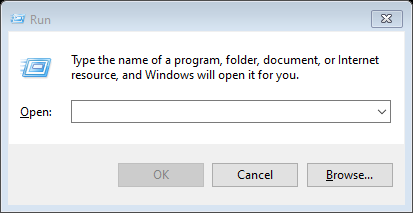 Run
Type the name of a program, folder, document, or Internet
resource, and Windows will open it for you.
Open:
OK
Cancel
Browse...